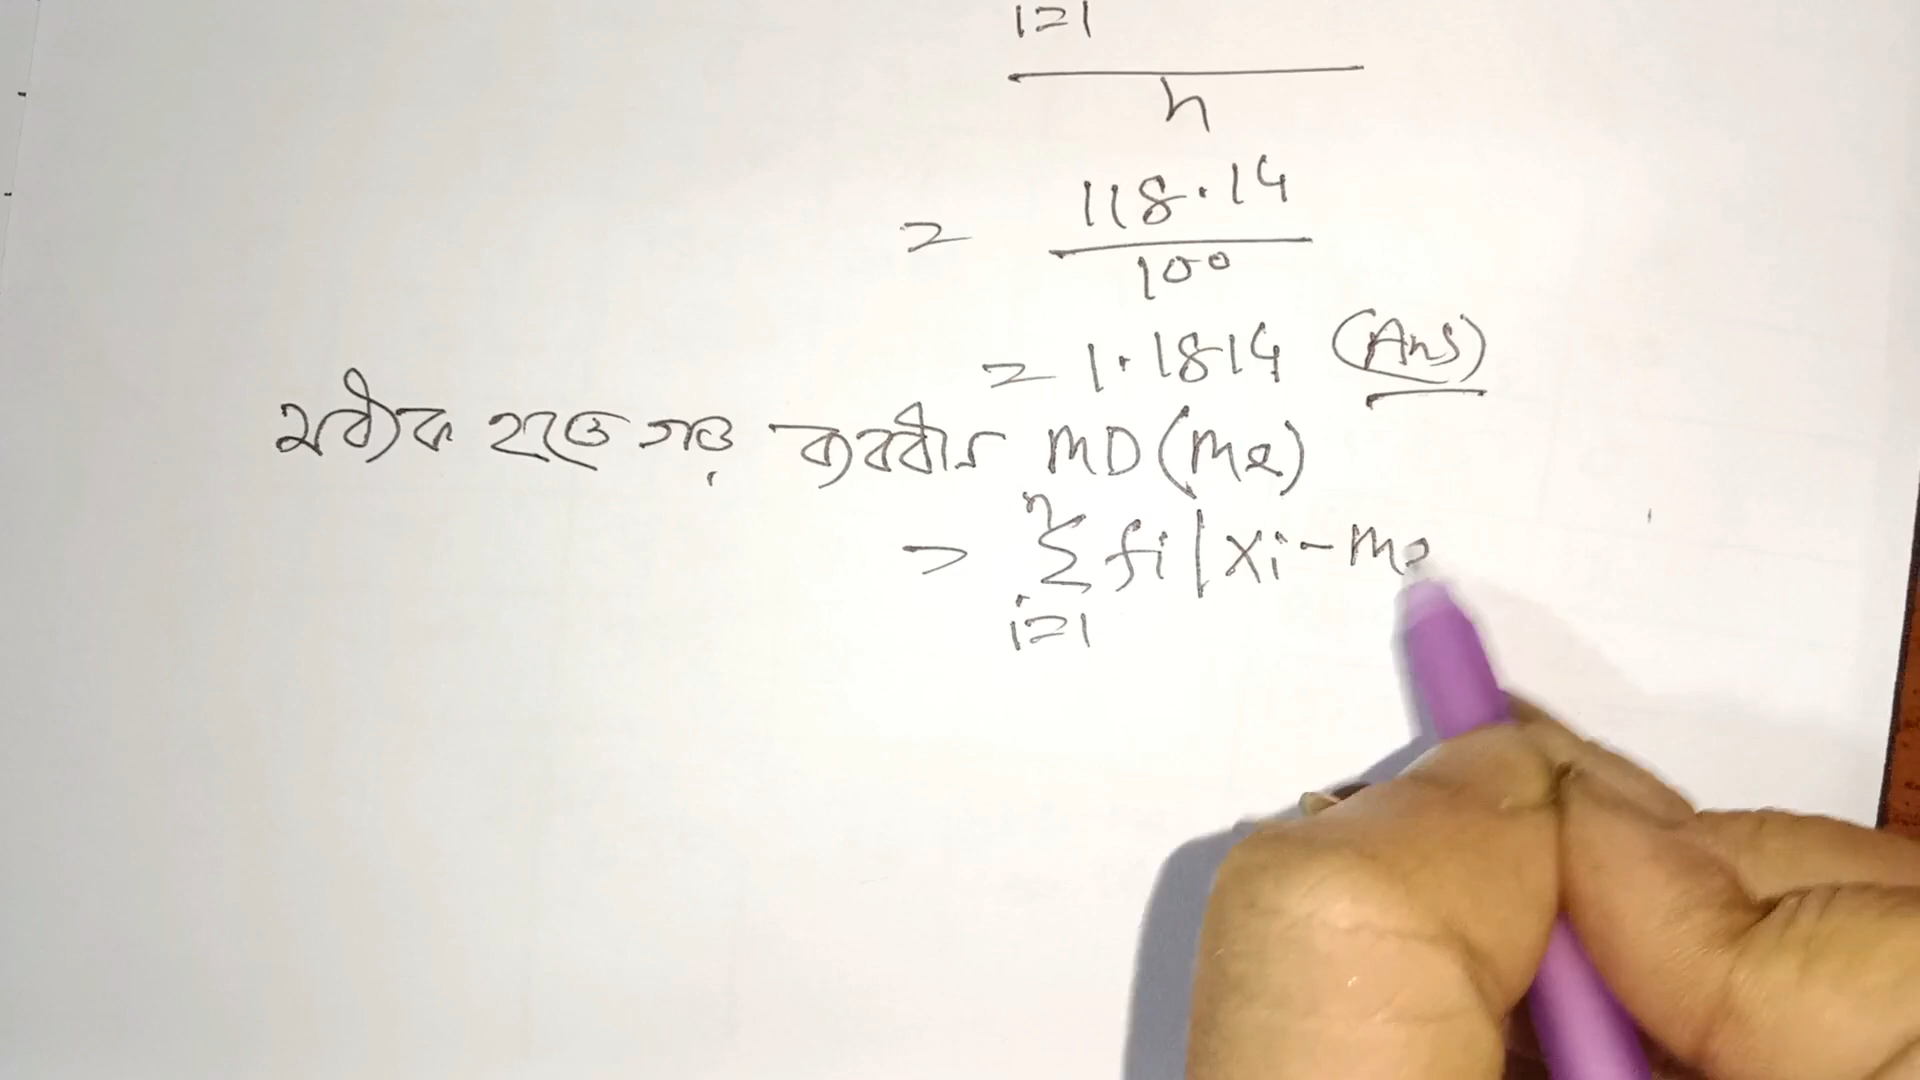 i=1
n
= 118.14
100
= 1.1814 (Ans)
মধ্যক হতে গড় ব্যবধান MD(Me)
n
= Σ fi|xi-Me
i=1